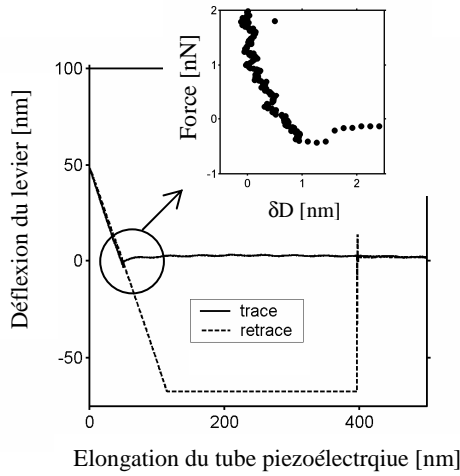 2
1
0
-1
Force [nN]
0
1
2
δD [nm]
100
50
0
-50
Déflexion du levier [nm]
trace
retrace
0
200
400
Elongation du tube piezoélectrqiue [nm]